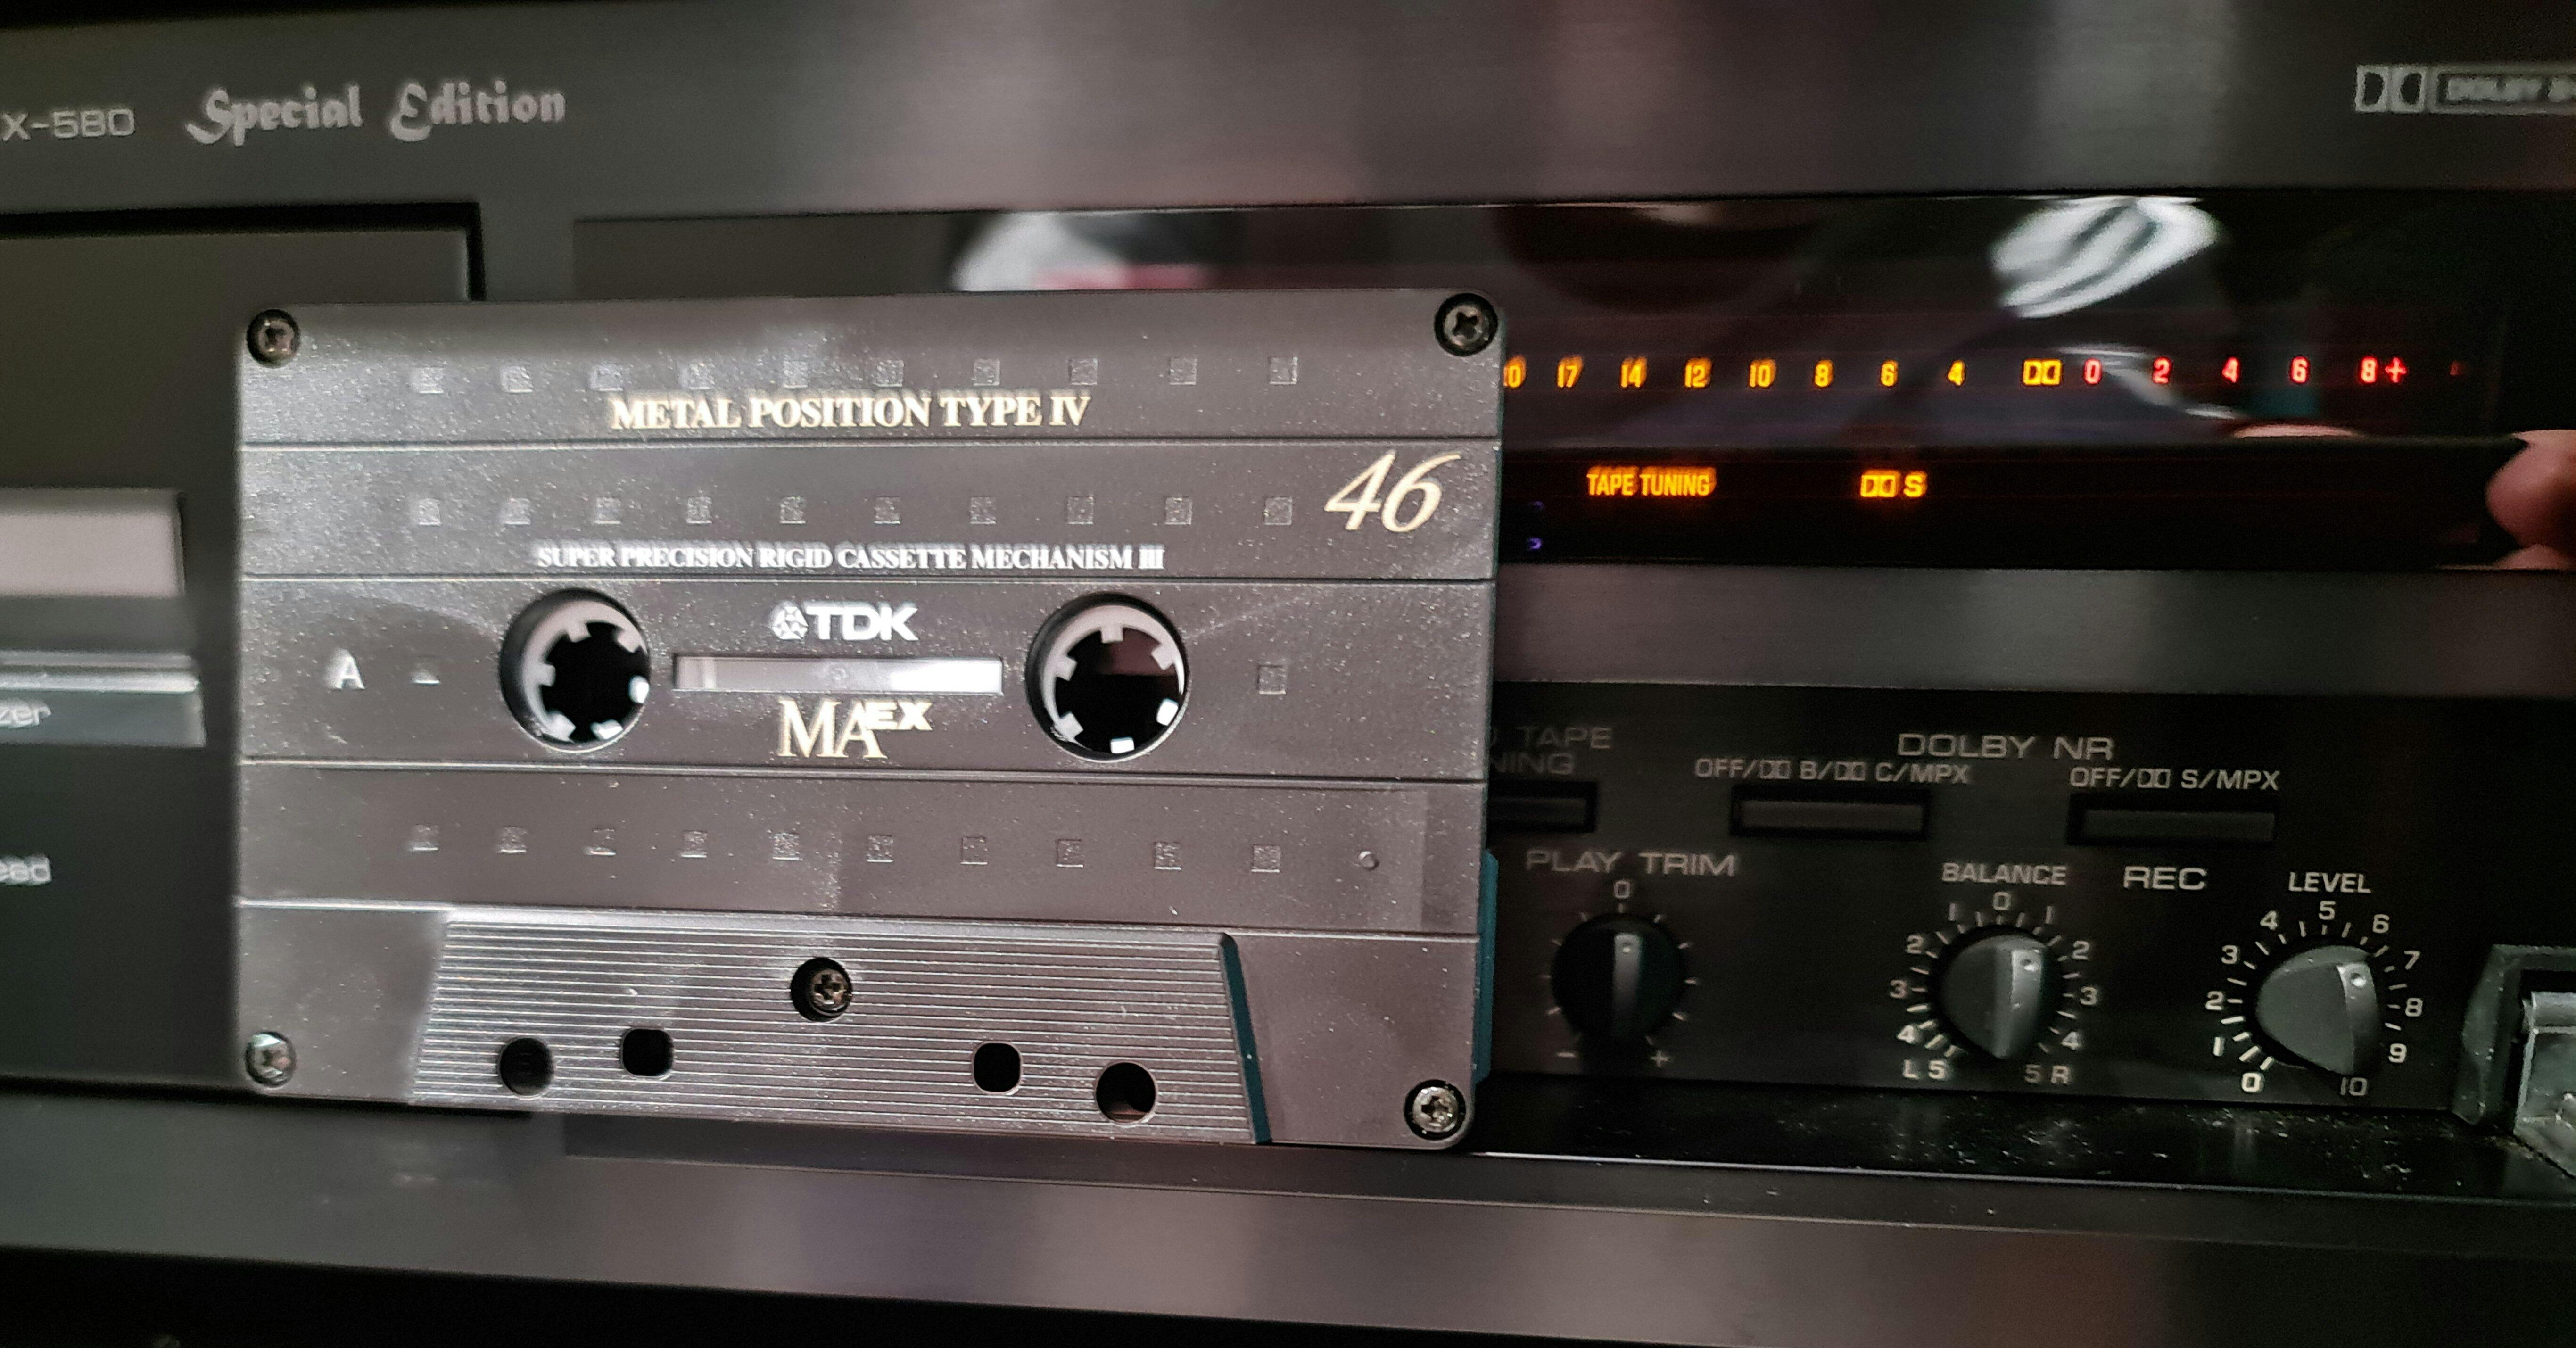 X-580 Special Edition
METAL POSITION TYPE IV
46
SUPER PRECISION RIGID CASSETTE MECHANISM III
TDK
A
MAEX
17 14 12 10 8 6 4 0 2 4 6 8+
TAPE TUNING S
TAPE
DOLBY NR
OFF/ B/ C/MPX OFF/ S/MPX
PLAY TRIM
0
- +
BALANCE
L 5 4 3 2 1 0 1 2 3 4 5 R
REC LEVEL
0 1 2 3 4 5 6 7 8 9 10